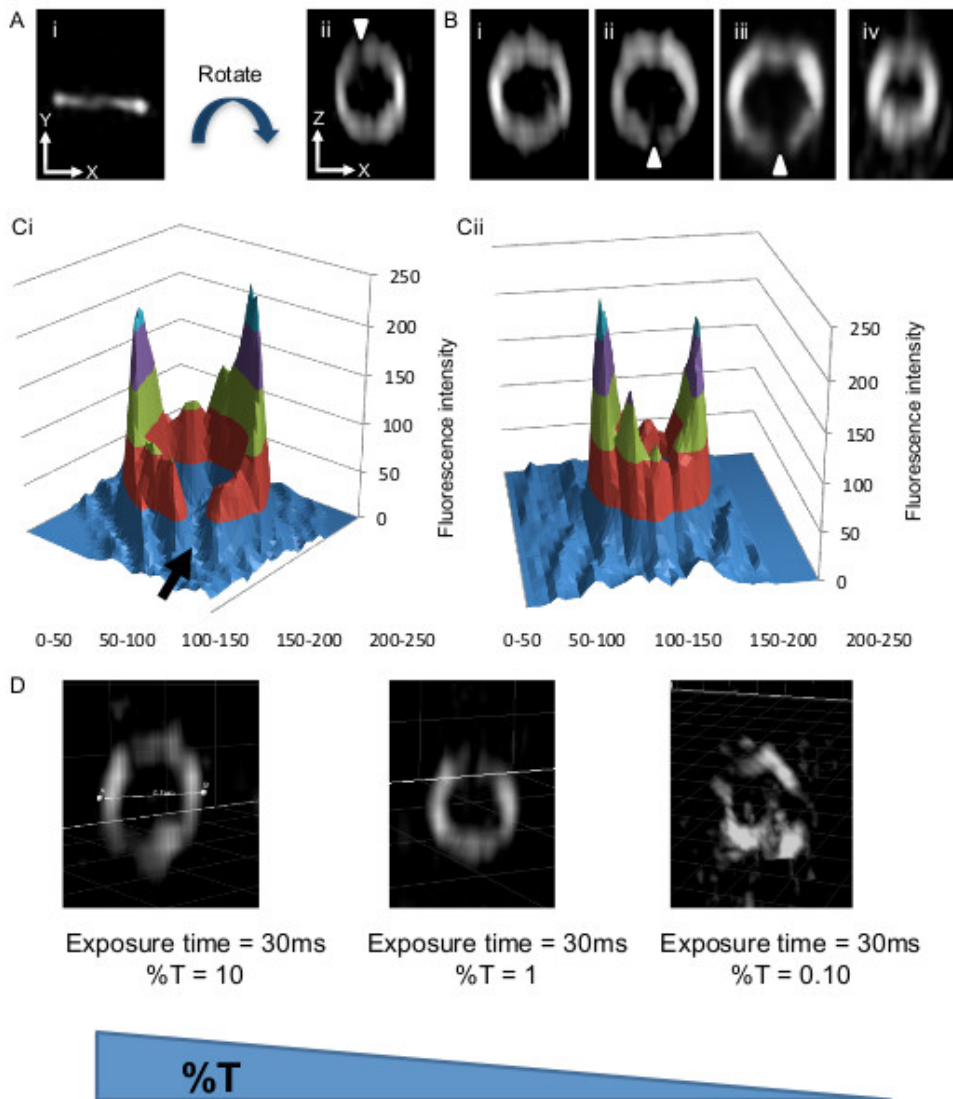 A
i
Y
X
Rotate
ii
Z
X
B
i
ii
iii
iv
Ci
250
200
150
100
50
0
Fluorescence intensity
0-50 50-100 100-150 150-200 200-250
Cii
250
200
150
100
50
0
Fluorescence intensity
0-50 50-100 100-150 150-200 200-250
D
Exposure time = 30ms
%T = 10
Exposure time = 30ms
%T = 1
Exposure time = 30ms
%T = 0.10
%T